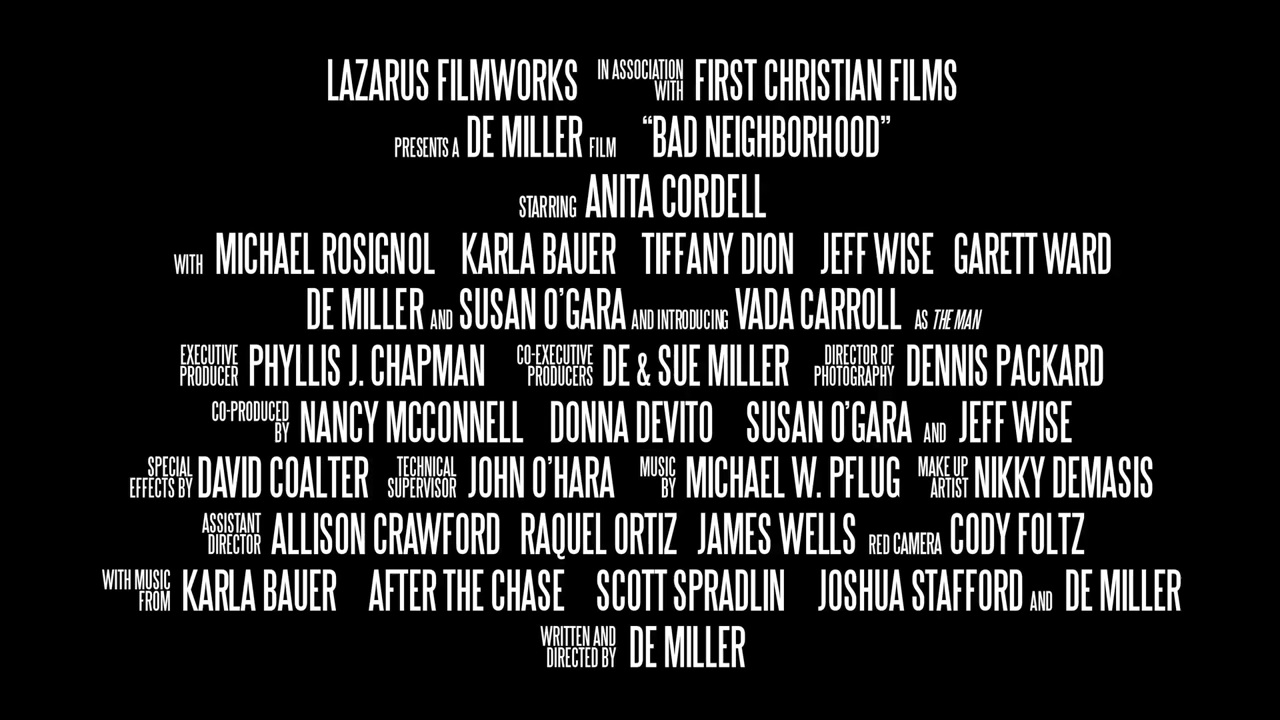 LAZARUS FILMWORKS IN ASSOCIATION WITH FIRST CHRISTIAN FILMS
PRESENTS A DE MILLER FILM “BAD NEIGHBORHOOD”
STARRING ANITA CORDELL
WITH MICHAEL ROSIGNOL KARLA BAUER TIFFANY DION JEFF WISE GARETT WARD
DE MILLER AND SUSAN O’GARA AND INTRODUCING VADA CARROLL AS THE MAN
EXECUTIVE PRODUCER PHYLLIS J. CHAPMAN CO-EXECUTIVE PRODUCERS DE & SUE MILLER DIRECTOR OF PHOTOGRAPHY DENNIS PACKARD
CO-PRODUCED BY NANCY MCCONNELL DONNA DEVITO SUSAN O’GARA AND JEFF WISE
SPECIAL EFFECTS BY DAVID COALTER TECHNICAL SUPERVISOR JOHN O’HARA MUSIC BY MICHAEL W. PFLUG MAKE UP ARTIST NIKKY DEMASIS
ASSISTANT DIRECTOR ALLISON CRAWFORD RAQUEL ORTIZ JAMES WELLS RED CAMERA CODY FOLTZ
WITH MUSIC FROM KARLA BAUER AFTER THE CHASE SCOTT SPRADLIN JOSHUA STAFFORD AND DE MILLER
WRITTEN AND DIRECTED BY DE MILLER